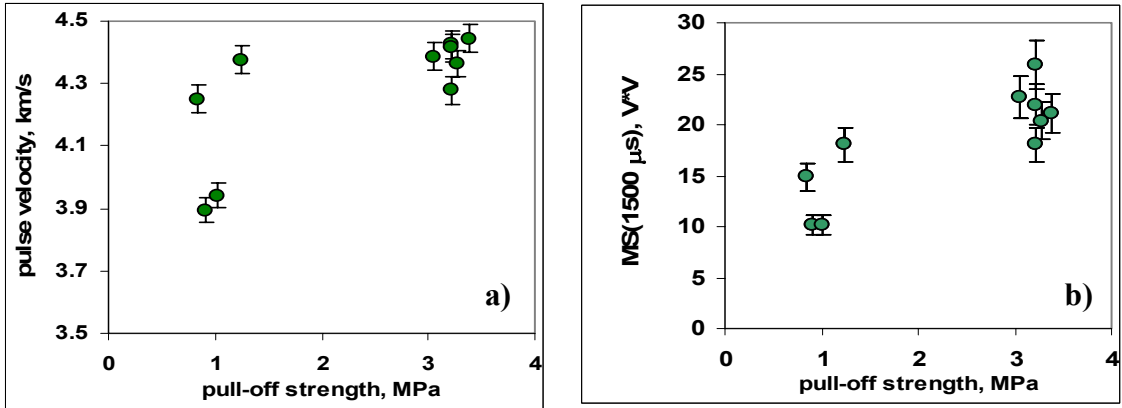 pulse velocity, km/s
4.5
4.3
4.1
3.9
3.7
3.5
0 1 2 3 4
pull-off strength, MPa
a)
MS(1500 μs), V*V
30
25
20
15
10
5
0
0 1 2 3 4
pull-off strength, MPa
b)